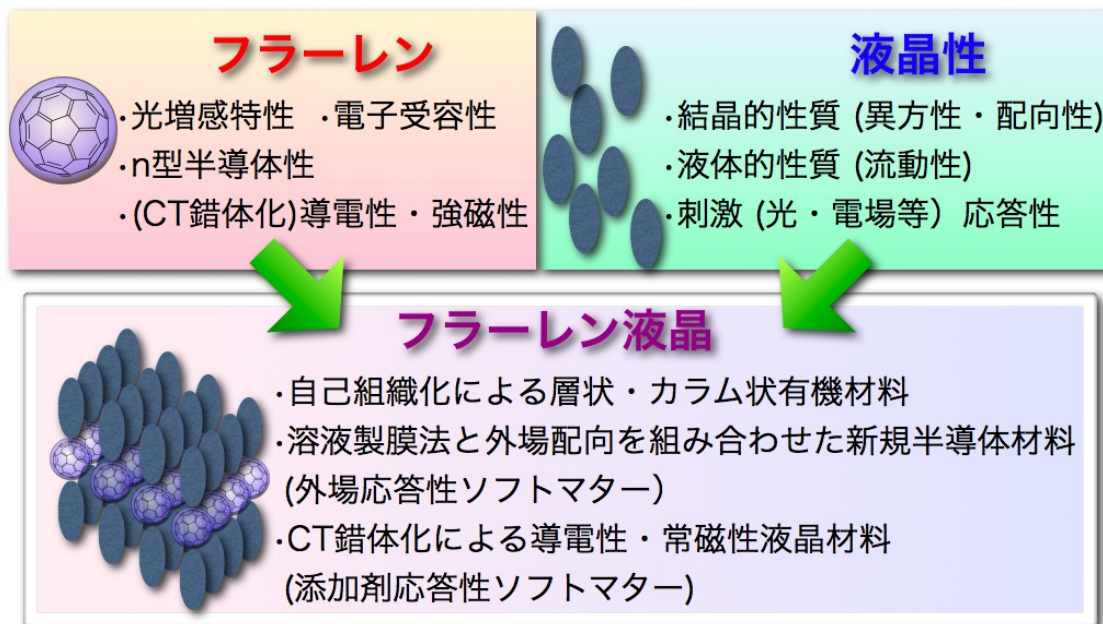 フラーレン
・光増感特性 ・電子受容性
・n型半導体性
・(CT錯体化)導電性・強磁性
液晶性
・結晶的性質 (異方性・配向性)
・液体的性質 (流動性)
・刺激 (光・電場等）応答性
フラーレン液晶
・自己組織化による層状・カラム状有機材料
・溶液製膜法と外場配向を組み合わせた新規半導体材料
(外場応答性ソフトマター）
・CT錯体化による導電性・常磁性液晶材料
(添加剤応答性ソフトマター)